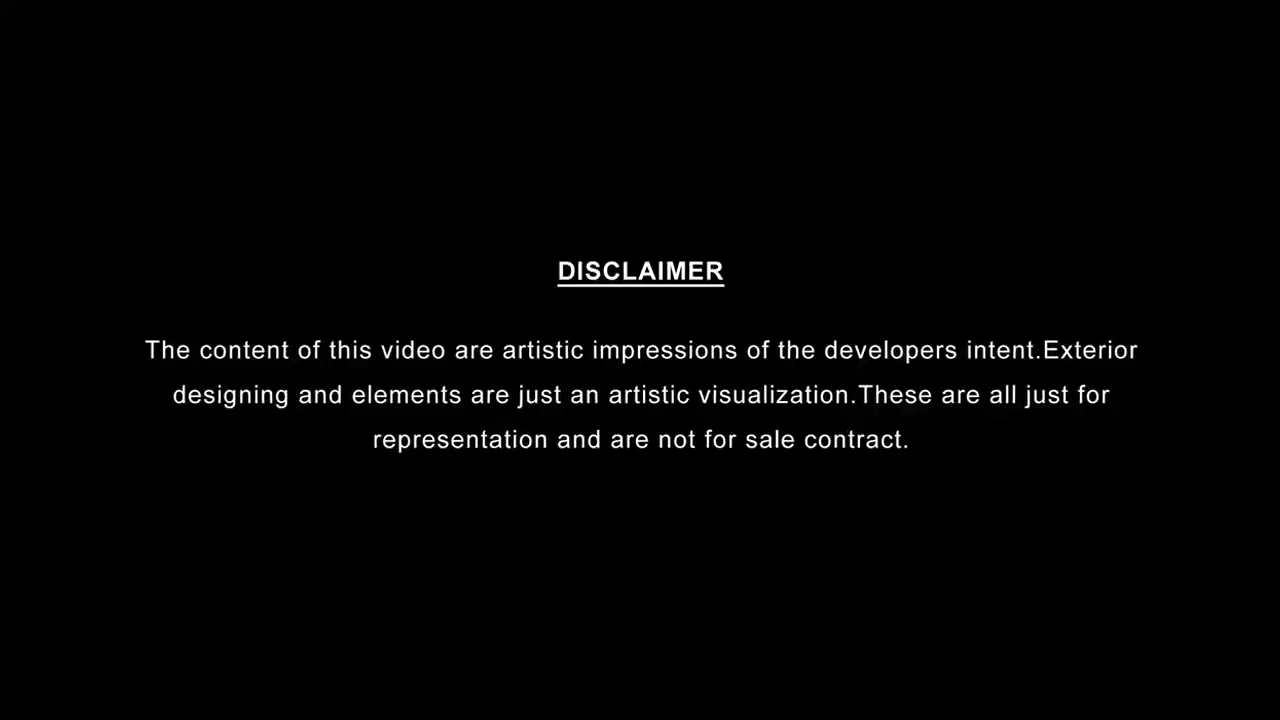 DISCLAIMER
The content of this video are artistic impressions of the developers intent.Exterior
designing and elements are just an artistic visualization.These are all just for
representation and are not for sale contract.